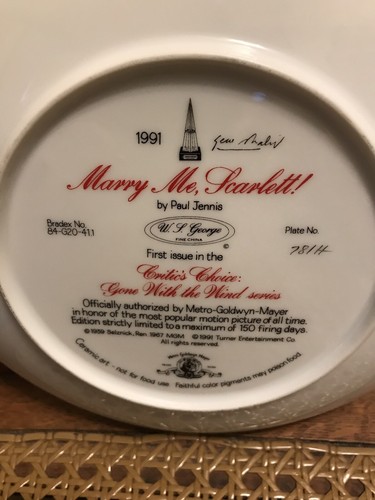 1991
Marry Me, Scarlett!
by Paul Jennis
Bradex No.
84-G20-41.1
W. S. George
FINE CHINA
Plate No.
781H
First issue in the
Critic's Choice:
Gone With the Wind series
Officially authorized by Metro-Goldwyn-Mayer
in honor of the most popular motion picture of all time.
Edition strictly limited to a maximum of 150 firing days.
© 1939 Selznick, Ren. 1967 MGM © 1991 Turner Entertainment Co.
All rights reserved.
Ceramic art - not for food use. Faithful color pigments may poison food.